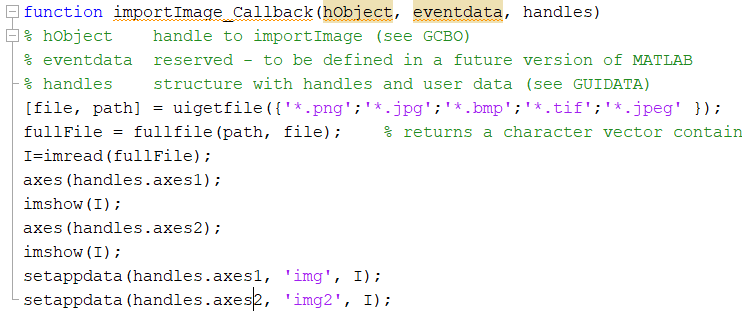 function importImage_Callback(hObject, eventdata, handles)
% hObject    handle to importImage (see GCBO)
% eventdata  reserved - to be defined in a future version of MATLAB
% handles    structure with handles and user data (see GUIDATA)
[file, path] = uigetfile({'*.png';'*.jpg';'*.bmp';'*.tif';'*.jpeg' });
fullFile = fullfile(path, file);    % returns a character vector contain
I=imread(fullFile);
axes(handles.axes1);
imshow(I);
axes(handles.axes2);
imshow(I);
setappdata(handles.axes1, 'img', I);
setappdata(handles.axes2, 'img2', I);